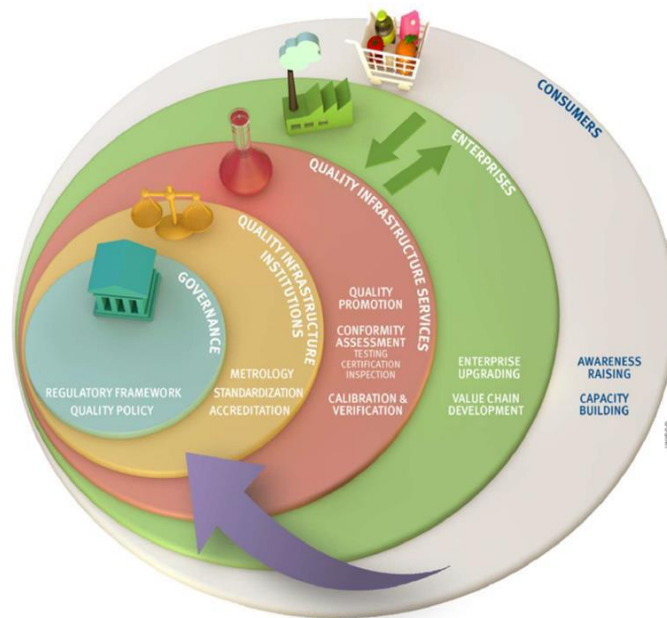 CONSUMERS
ENTERPRISES
QUALITY INFRASTRUCTURE SERVICES
QUALITY INFRASTRUCTURE
INSTITUTIONS
GOVERNANCE
REGULATORY FRAMEWORK
QUALITY POLICY
METROLOGY
STANDARDIZATION
ACCREDITATION
QUALITY
PROMOTION
CONFORMITY
ASSESSMENT
TESTING
CERTIFICATION
INSPECTION
CALIBRATION &
VERIFICATION
ENTERPRISE
UPGRADING
VALUE CHAIN
DEVELOPMENT
AWARENESS
RAISING
CAPACITY
BUILDING